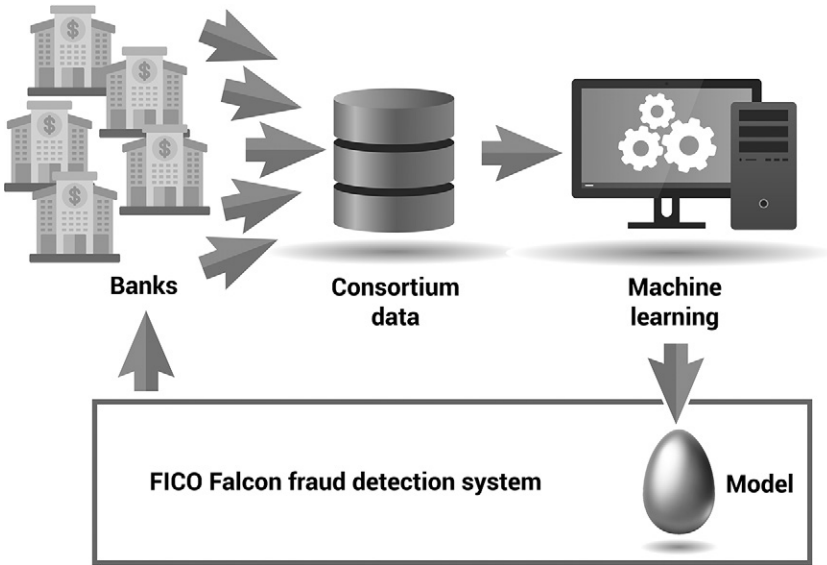 $
$
$
$
$
Banks
Consortium
data
Machine
learning
FICO Falcon fraud detection system
Model